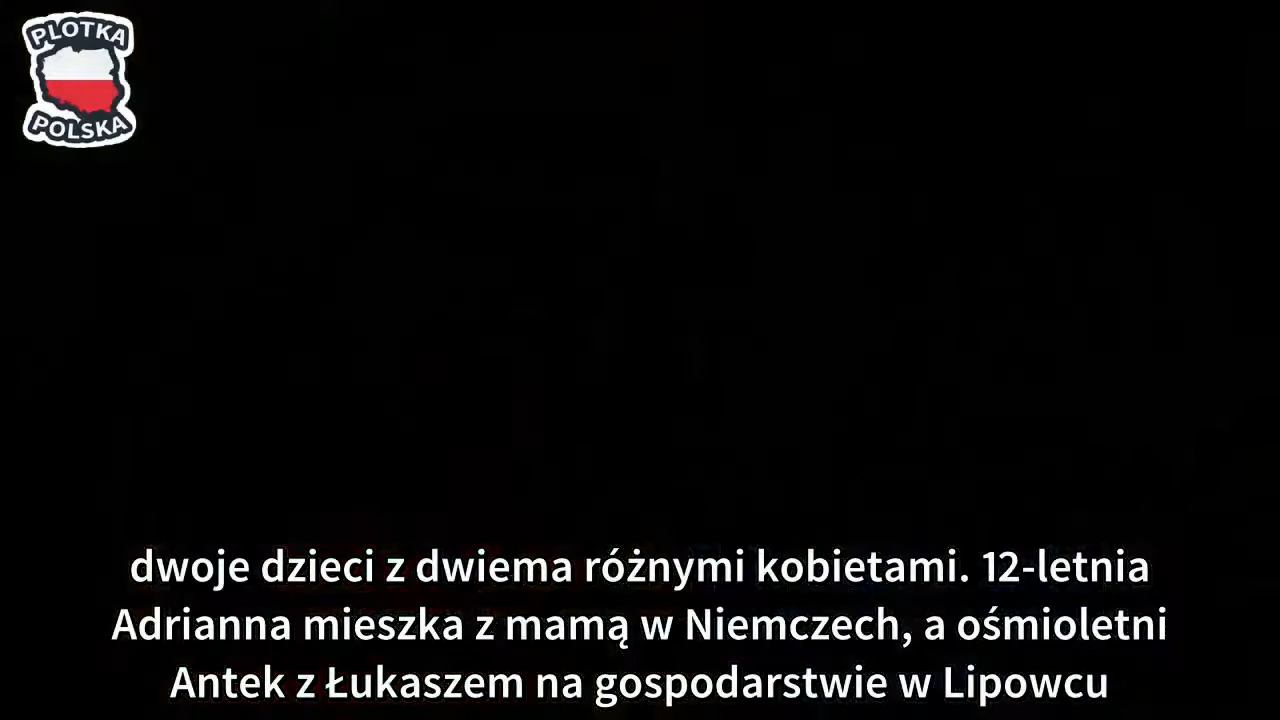 PLOTKA
POLSKA
dwoje dzieci z dwiema różnymi kobietami. 12-letnia
Adrianna mieszka z mamą w Niemczech, a ośmioletni
Antek z Łukaszem na gospodarstwie w Lipowcu